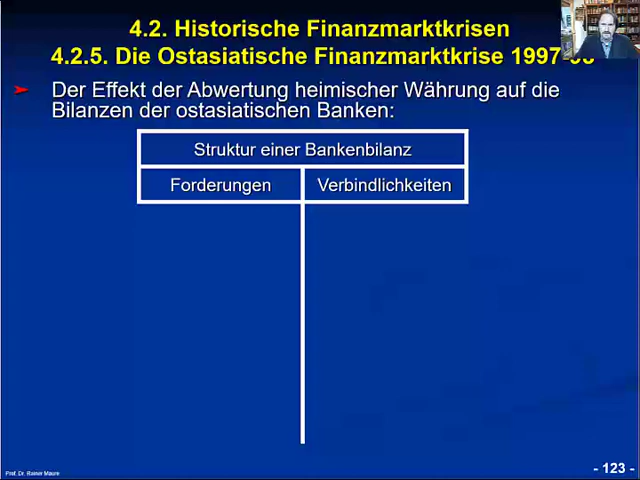 4.2. Historische Finanzmarktkrisen
4.2.5. Die Ostasiatische Finanzmarktkrise 1997-
Der Effekt der Abwertung heimischer Währung auf die
Bilanzen der ostasiatischen Banken:
Struktur einer Bankenbilanz
Forderungen
Verbindlichkeiten
Prof. Dr. Rainer Maure
- 123 -